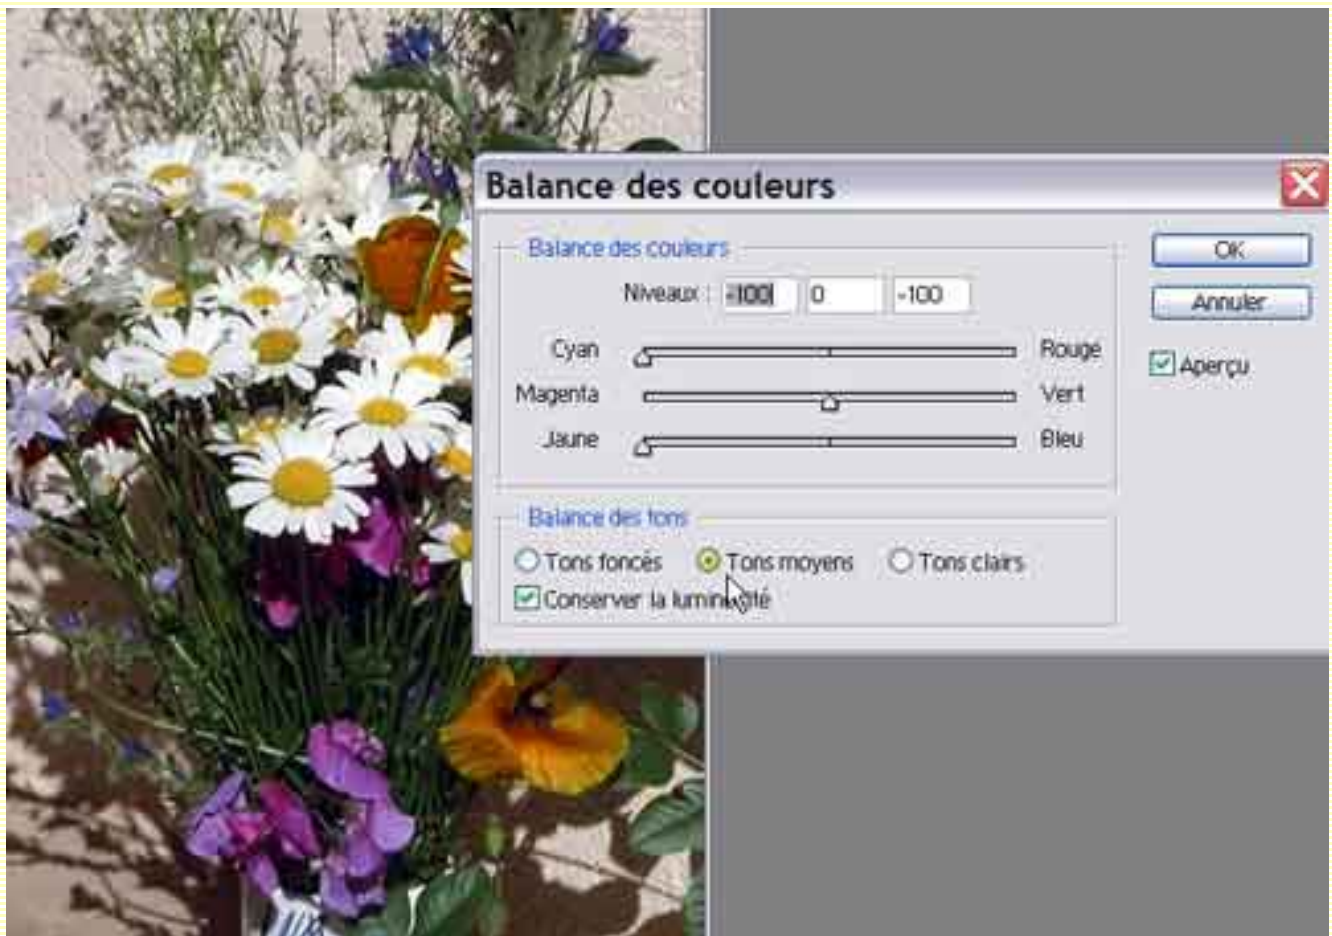 Balance des couleurs
Balance des couleurs
Niveaux : -100 0 -100
Cyan Rouge
Magenta Vert
Jaune Bleu
Balance des tons
Tons foncés Tons moyens Tons clairs
Conserver la luminosité
OK
Annuler
Aperçu